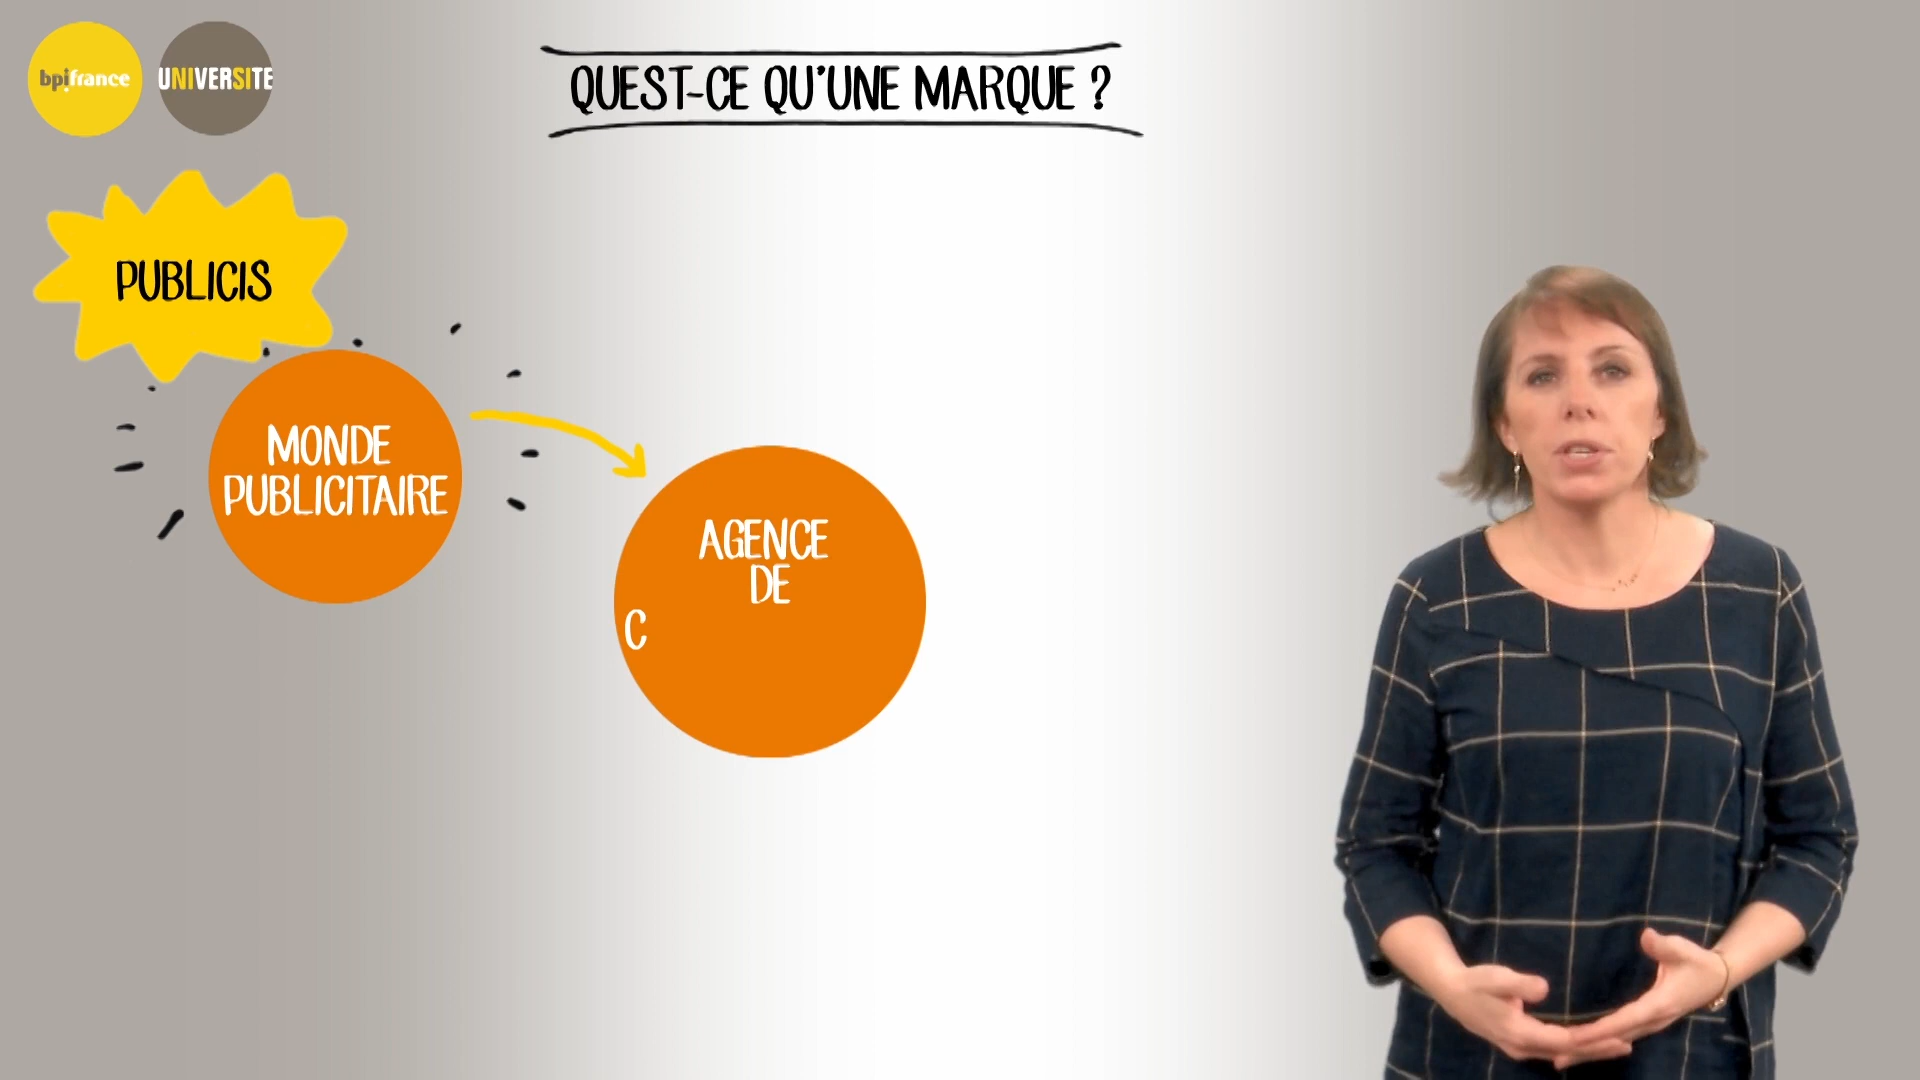 bpifrance
UNIVERSITE
QUEST-CE QU'UNE MARQUE ?
PUBLICIS
MONDE
PUBLICITAIRE
AGENCE
DE
C